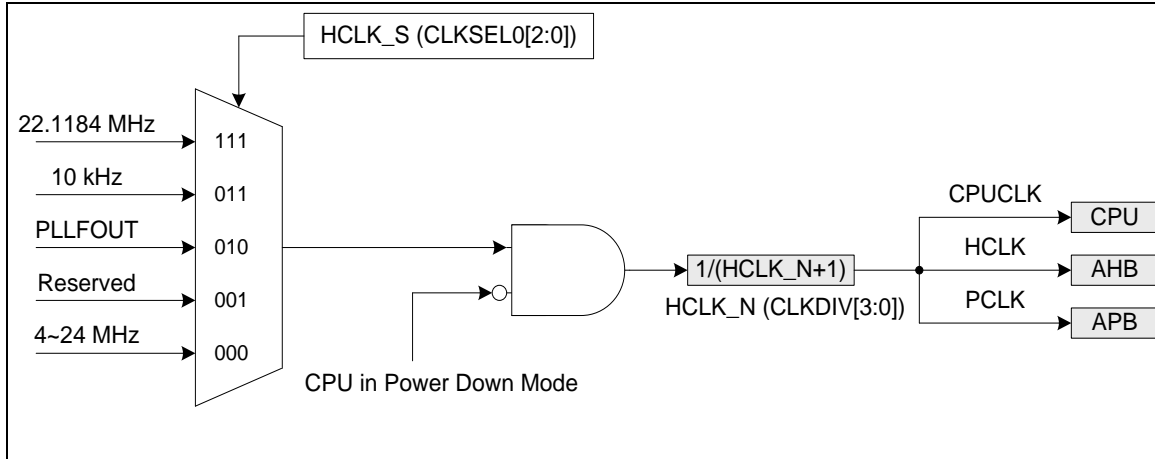 HCLK_S (CLKSEL0[2:0])
22.1184 MHz
111
10 kHz
011
PLLFOUT
010
Reserved
001
4~24 MHz
000
CPU in Power Down Mode
1/(HCLK_N+1)
HCLK_N (CLKDIV[3:0])
CPUCLK
CPU
HCLK
AHB
PCLK
APB